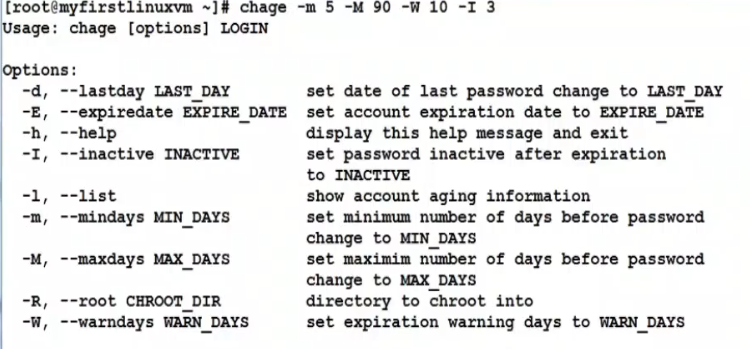 [root@myfirstlinuxvm ~]# chage -m 5 -M 90 -W 10 -I 3
Usage: chage [options] LOGIN

Options:
  -d, --lastday LAST_DAY        set date of last password change to LAST_DAY
  -E, --expiredate EXPIRE_DATE  set account expiration date to EXPIRE_DATE
  -h, --help                    display this help message and exit
  -I, --inactive INACTIVE       set password inactive after expiration
                                to INACTIVE
  -l, --list                    show account aging information
  -m, --mindays MIN_DAYS        set minimum number of days before password
                                change to MIN_DAYS
  -M, --maxdays MAX_DAYS        set maximim number of days before password
                                change to MAX_DAYS
  -R, --root CHROOT_DIR         directory to chroot into
  -W, --warndays WARN_DAYS      set expiration warning days to WARN_DAYS